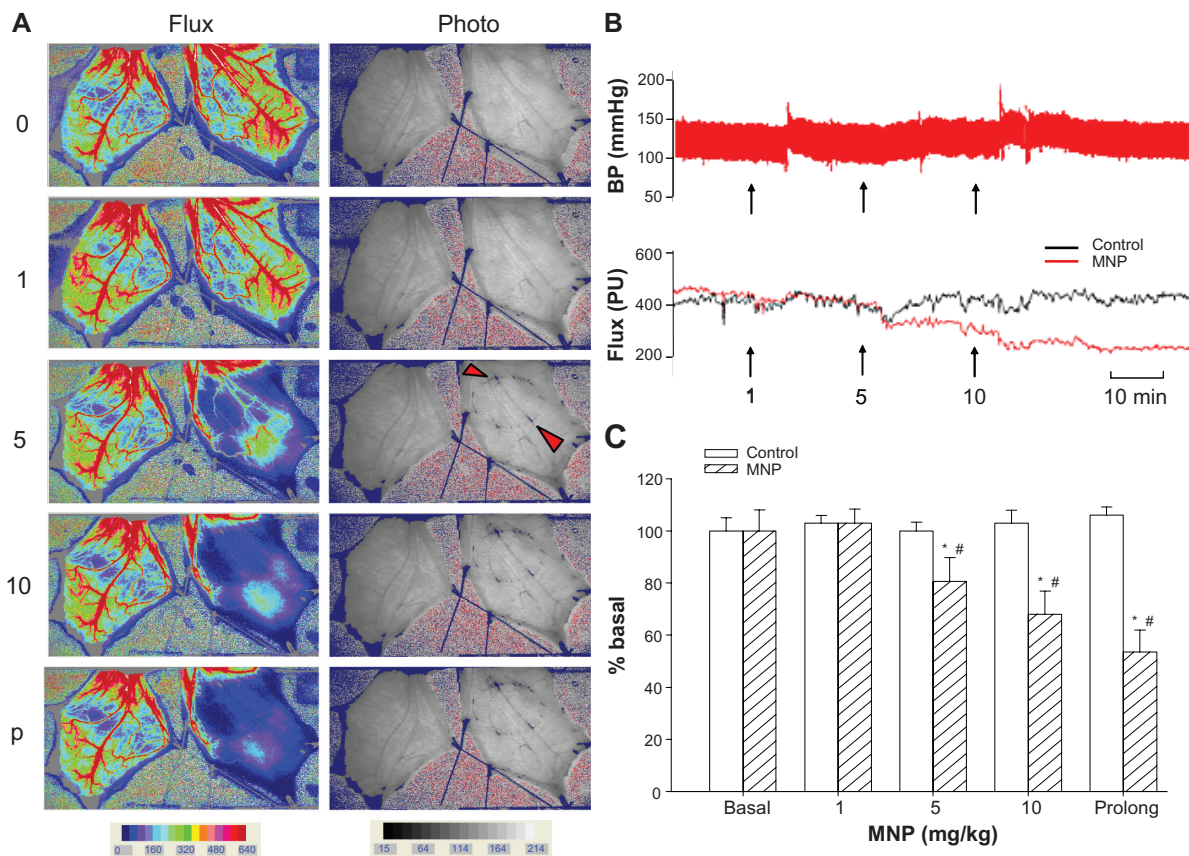 A
Flux Photo
0
1
5
10
p
0 160 320 480 640
15 64 114 164 214
B
BP (mmHg)
200
150
100
50
Control
MNP
Flux (PU)
600
400
200
1 5 10 10 min
C
Control
MNP
% basal
120
100
80
60
40
20
0
* #
* #
* #
Basal 1 5 10 Prolong
MNP (mg/kg)